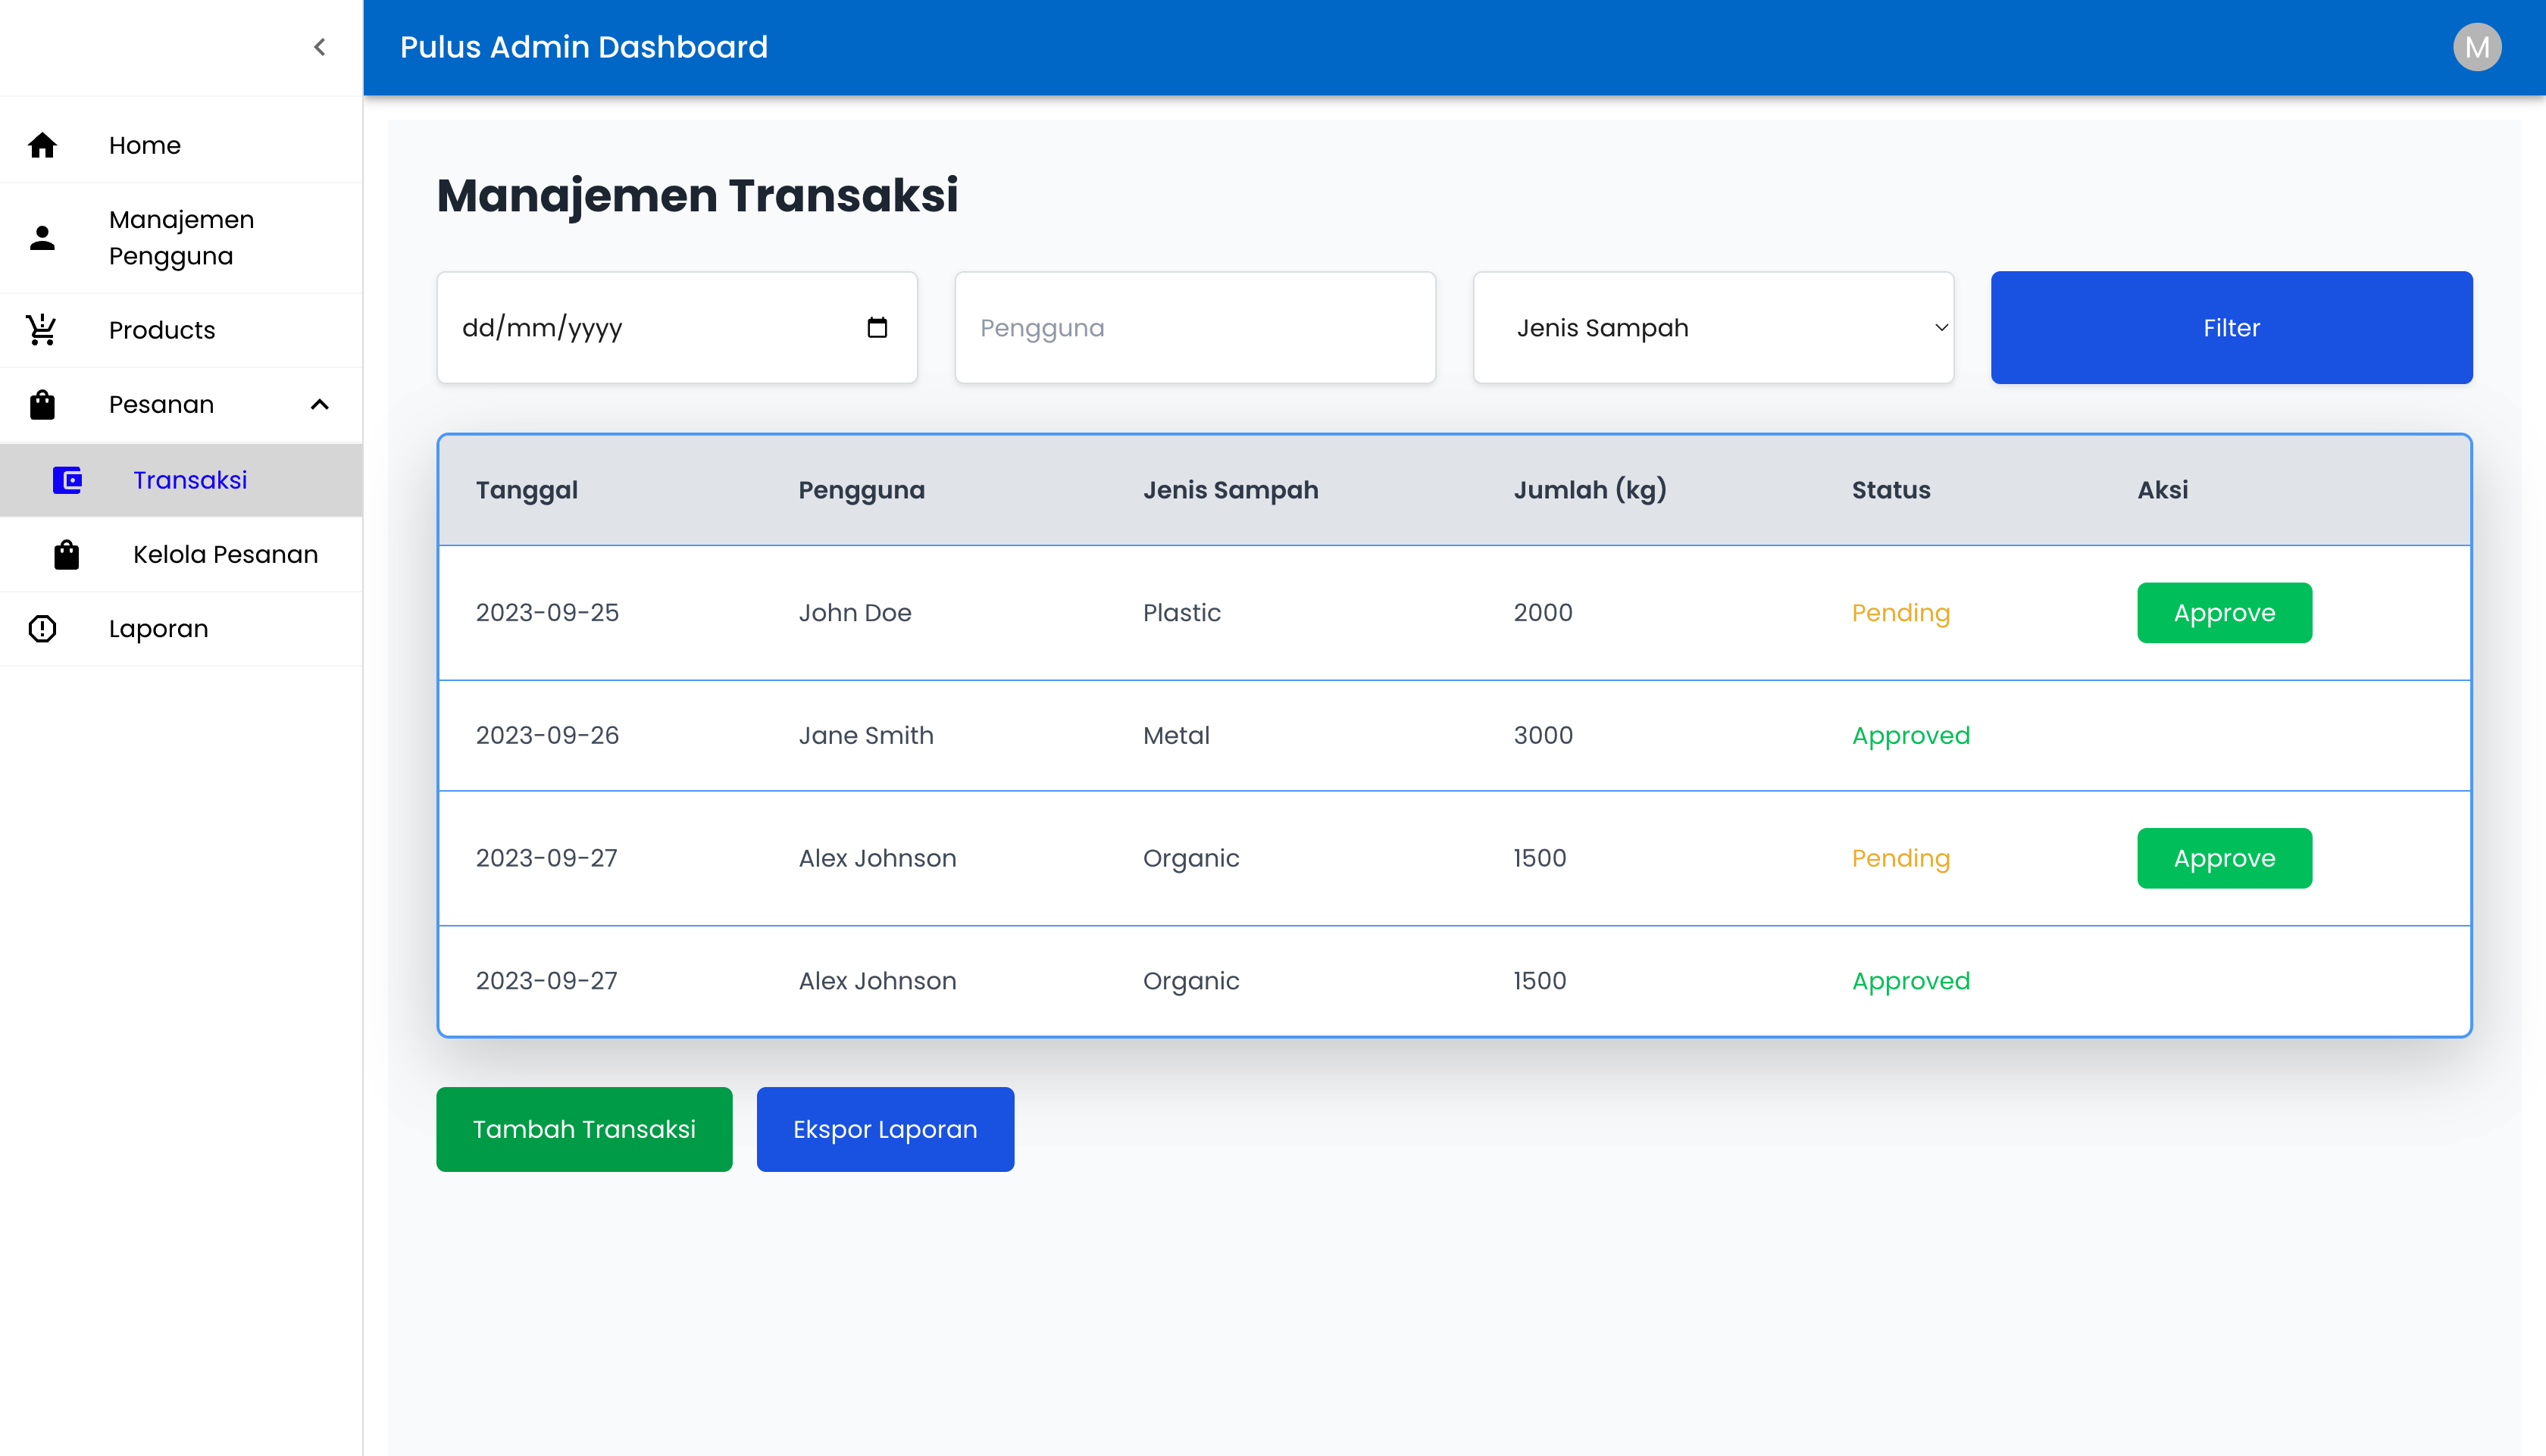 Pulus Admin Dashboard
M
Home
Manajemen
Pengguna
Products
Pesanan
Transaksi
Kelola Pesanan
Laporan
Manajemen Transaksi
dd/mm/yyyy
Pengguna
Jenis Sampah
Filter
Tanggal Pengguna Jenis Sampah Jumlah (kg) Status Aksi
2023-09-25 John Doe Plastic 2000 Pending Approve
2023-09-26 Jane Smith Metal 3000 Approved
2023-09-27 Alex Johnson Organic 1500 Pending Approve
2023-09-27 Alex Johnson Organic 1500 Approved
Tambah Transaksi
Ekspor Laporan